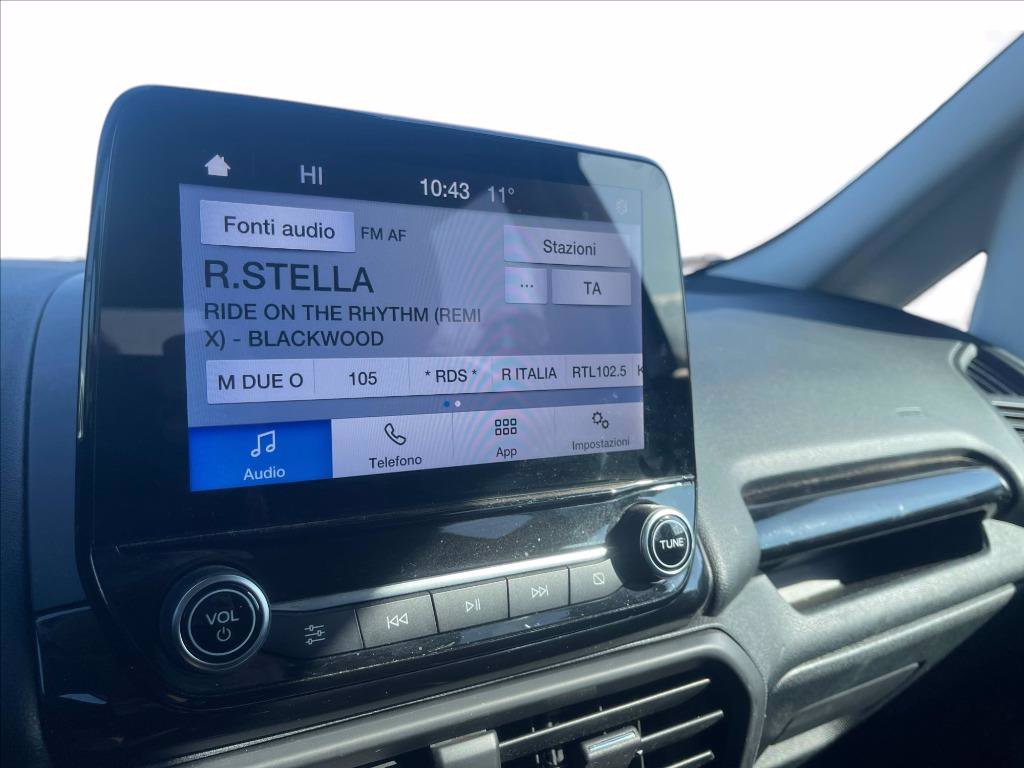 HI 10:43 11°
Fonti audio FM AF Stazioni
R.STELLA ... TA
RIDE ON THE RHYTHM (REMI
X) - BLACKWOOD
M DUE O 105 * RDS * R ITALIA RTL102.5 K
Audio Telefono App Impostazioni
TUNE
VOL